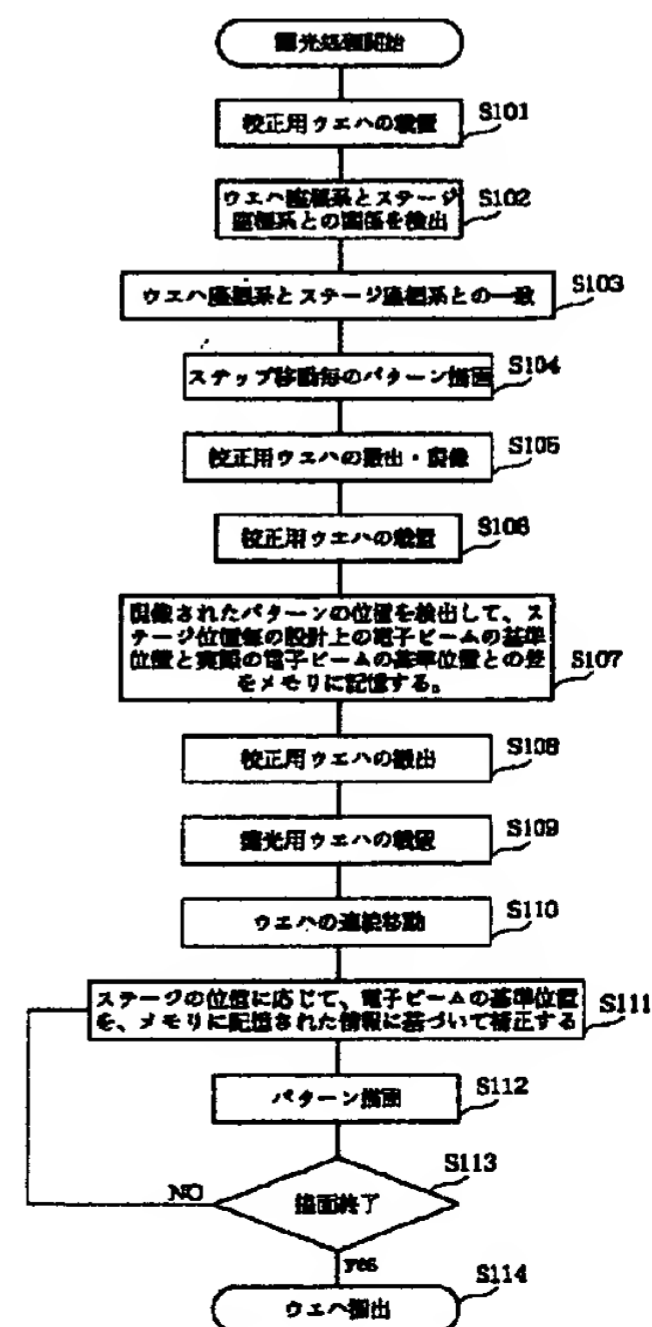 露光処理開始
校正用ウエハの載置
S101
ウエハ座標系とステージ
座標系との関係を検出
S102
ウエハ座標系とステージ座標系との一致
S103
ステップ移動毎のパターン描画
S104
校正用ウエハの搬出・現像
S105
校正用ウエハの載置
S106
現像されたパターンの位置を検出して、ス
テージ位置毎の設計上の電子ビームの基準
位置と実際の電子ビームの基準位置との差
をメモリに記憶する。
S107
校正用ウエハの搬出
S108
露光用ウエハの載置
S109
ウエハの連続移動
S110
ステージの位置に応じて、電子ビームの基準位置
を、メモリに記憶された情報に基づいて補正する
S111
パターン描画
S112
描画終了
S113
NO
yes
ウエハ搬出
S114